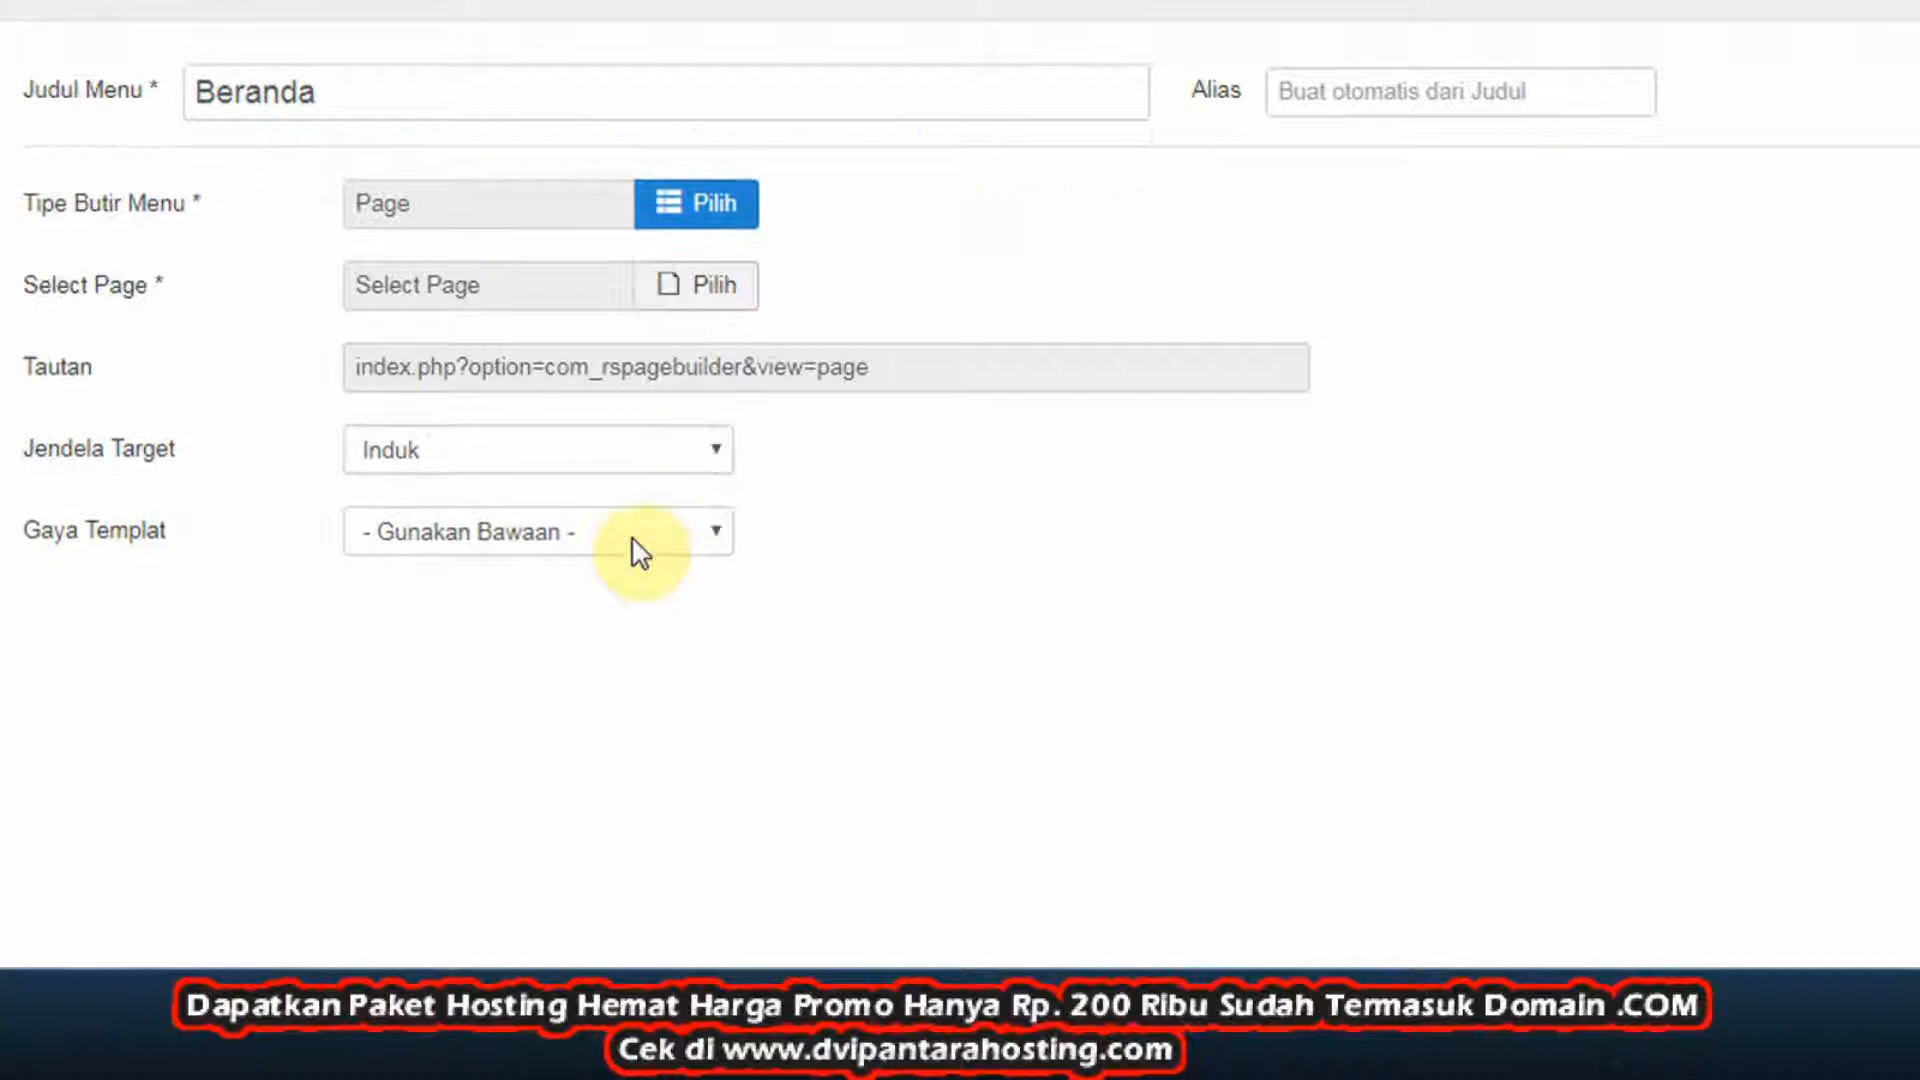 Judul Menu * Beranda Alias Buat otomatis dari Judul
Tipe Butir Menu * Page Pilih
Select Page * Select Page Pilih
Tautan index.php?option=com_rspagebuilder&view=page
Jendela Target Induk
Gaya Templat - Gunakan Bawaan -
Dapatkan Paket Hosting Hemat Harga Promo Hanya Rp. 200 Ribu Sudah Termasuk Domain .COM
Cek di www.dvipantarahosting.com